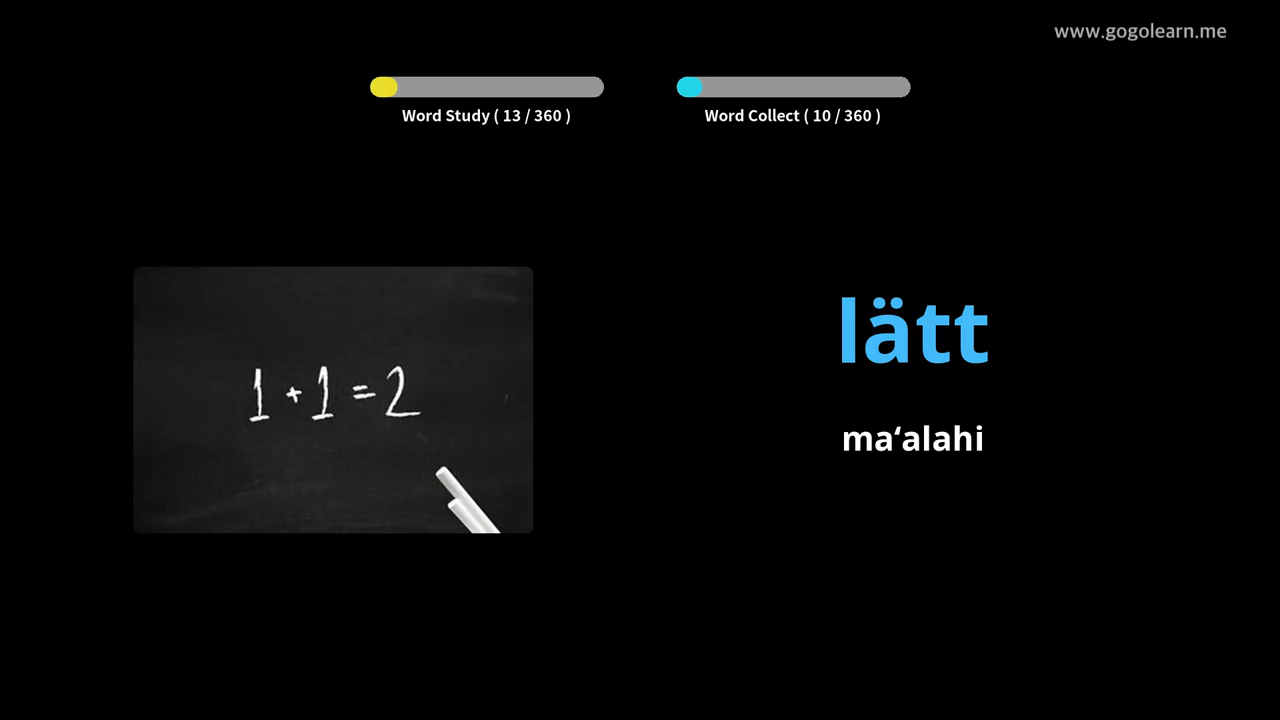 www.gogolearn.me
Word Study ( 13 / 360 )
Word Collect ( 10 / 360 )
1 + 1 = 2
lätt
maʻalahi